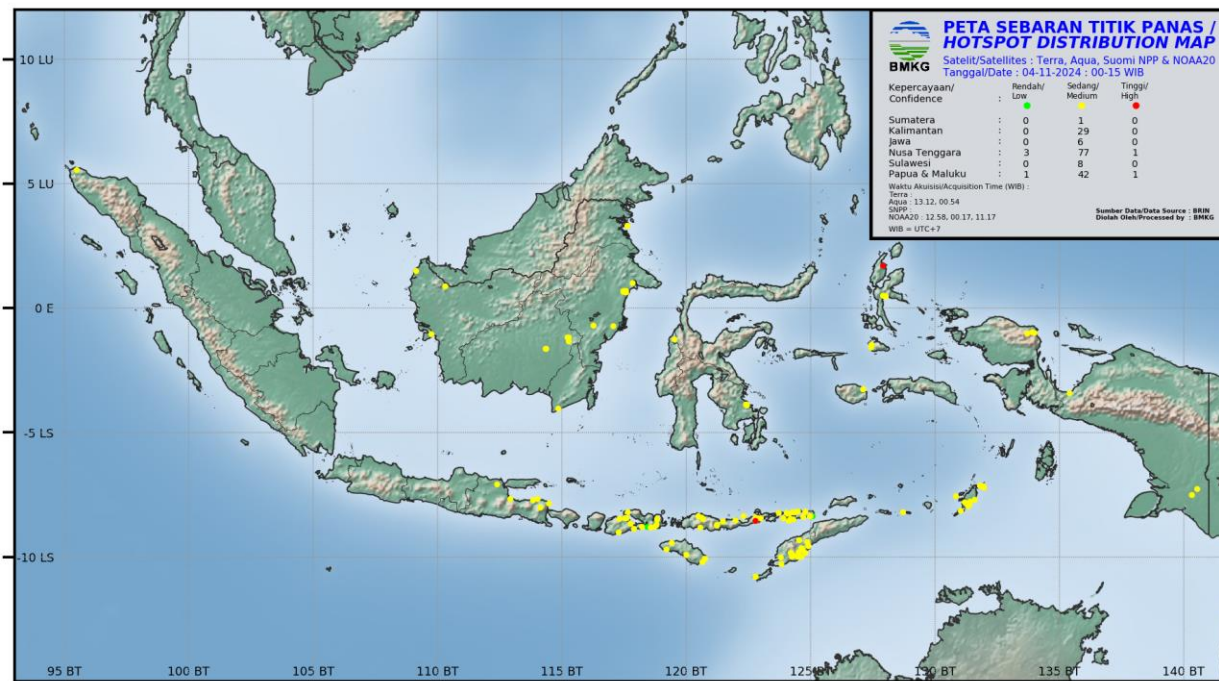 PETA SEBARAN TITIK PANAS /
HOTSPOT DISTRIBUTION MAP
BMKG
Satelit/Satellites : Terra, Aqua, Suomi NPP & NOAA20
Tanggal/Date : 04-11-2024 : 00-15 WIB
Kepercayaan/ Rendah/ Sedang/ Tinggi/
Confidence : Low Medium High
Sumatera : 0 1 0
Kalimantan : 0 29 0
Jawa : 0 6 0
Nusa Tenggara : 3 77 1
Sulawesi : 0 8 0
Papua & Maluku : 1 42 1
Waktu Akuisisi/Acquisition Time (WIB) :
Terra :
Aqua : 13.12, 00.54
SNPP :
NOAA20 : 12.58, 00.17, 11.17
WIB = UTC+7
Sumber Data/Data Source : BRIN
Diolah Oleh/Processed by : BMKG
10 LU
5 LU
0 E
-5 LS
-10 LS
95 BT 100 BT 105 BT 110 BT 115 BT 120 BT 125 BT 130 BT 135 BT 140 BT